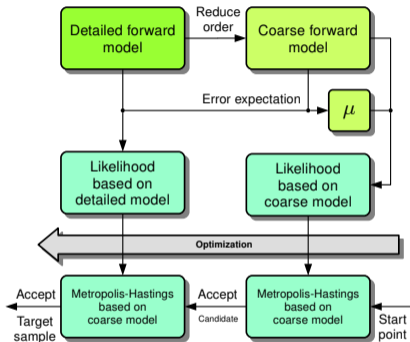 Detailed forward
model
Reduce
order
Coarse forward
model
Error expectation
μ
Likelihood
based on
detailed model
Likelihood
based on
coarse model
Optimization
Accept
Target
sample
Metropolis-Hastings
based on
coarse model
Accept
Candidate
Metropolis-Hastings
based on
coarse model
Start
point